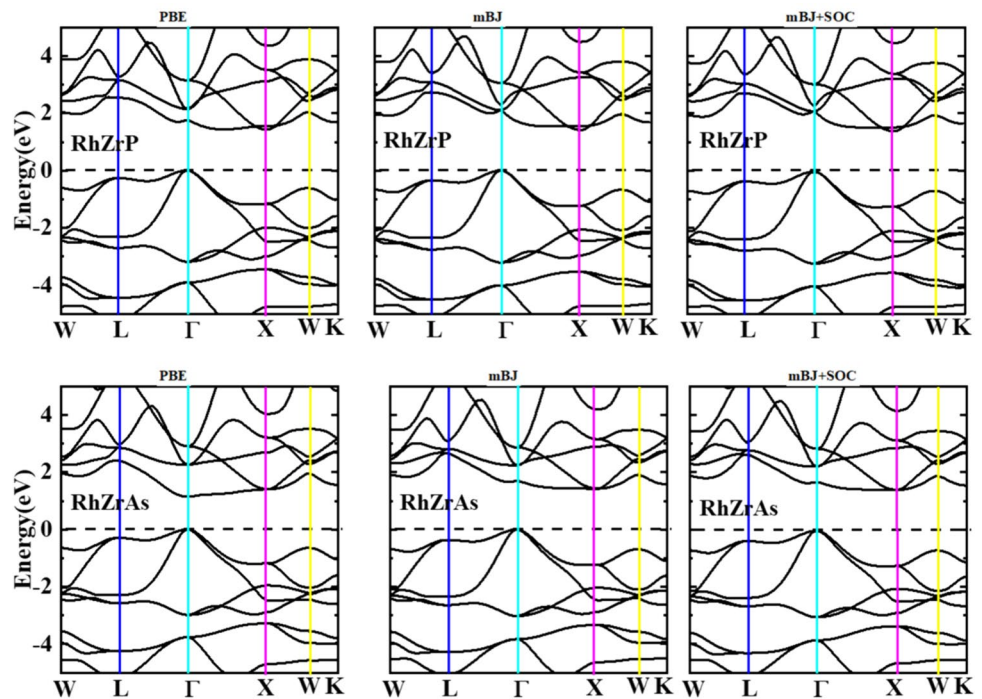 PBE
mBJ
mBJ+SOC
Energy(eV)
4
2
0
-2
-4
RhZrP
RhZrP
RhZrP
W L Γ X W K
W L Γ X W K
W L Γ X W K
PBE
mBJ
mBJ+SOC
Energy(eV)
4
2
0
-2
-4
RhZrAs
RhZrAs
RhZrAs
W L Γ X W K
W L Γ X W K
W L Γ X W K